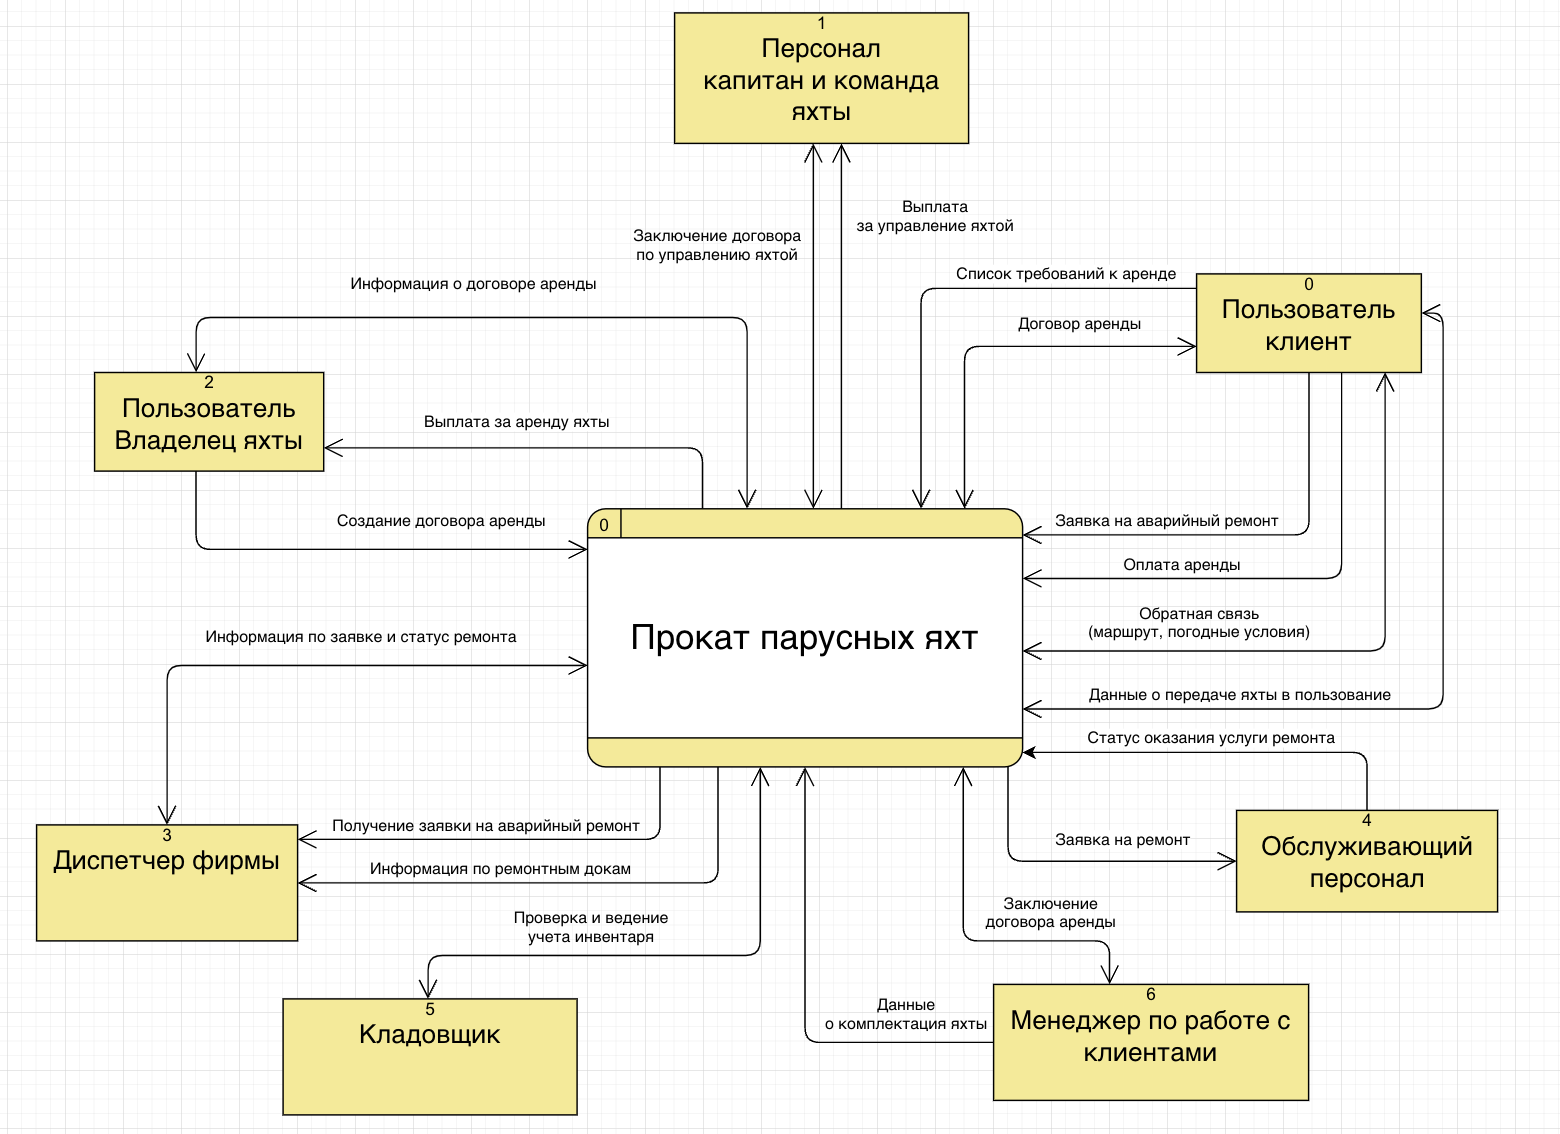 1
Персонал
капитан и команда
яхты
Выплата
за управление яхтой
Заключение договора
по управлению яхтой
Список требований к аренде
0
Пользователь
клиент
Информация о договоре аренды
Договор аренды
2
Пользователь
Владелец яхты
Выплата за аренду яхты
Создание договора аренды
0
Прокат парусных яхт
Заявка на аварийный ремонт
Оплата аренды
Обратная связь
(маршрут, погодные условия)
Информация по заявке и статус ремонта
Данные о передаче яхты в пользование
Статус оказания услуги ремонта
3
Диспетчер фирмы
Получение заявки на аварийный ремонт
Информация по ремонтным докам
Заявка на ремонт
4
Обслуживающий
персонал
Проверка и ведение
учета инвентаря
Заключение
договора аренды
5
Кладовщик
Данные
о комплектация яхты
6
Менеджер по работе с
клиентами